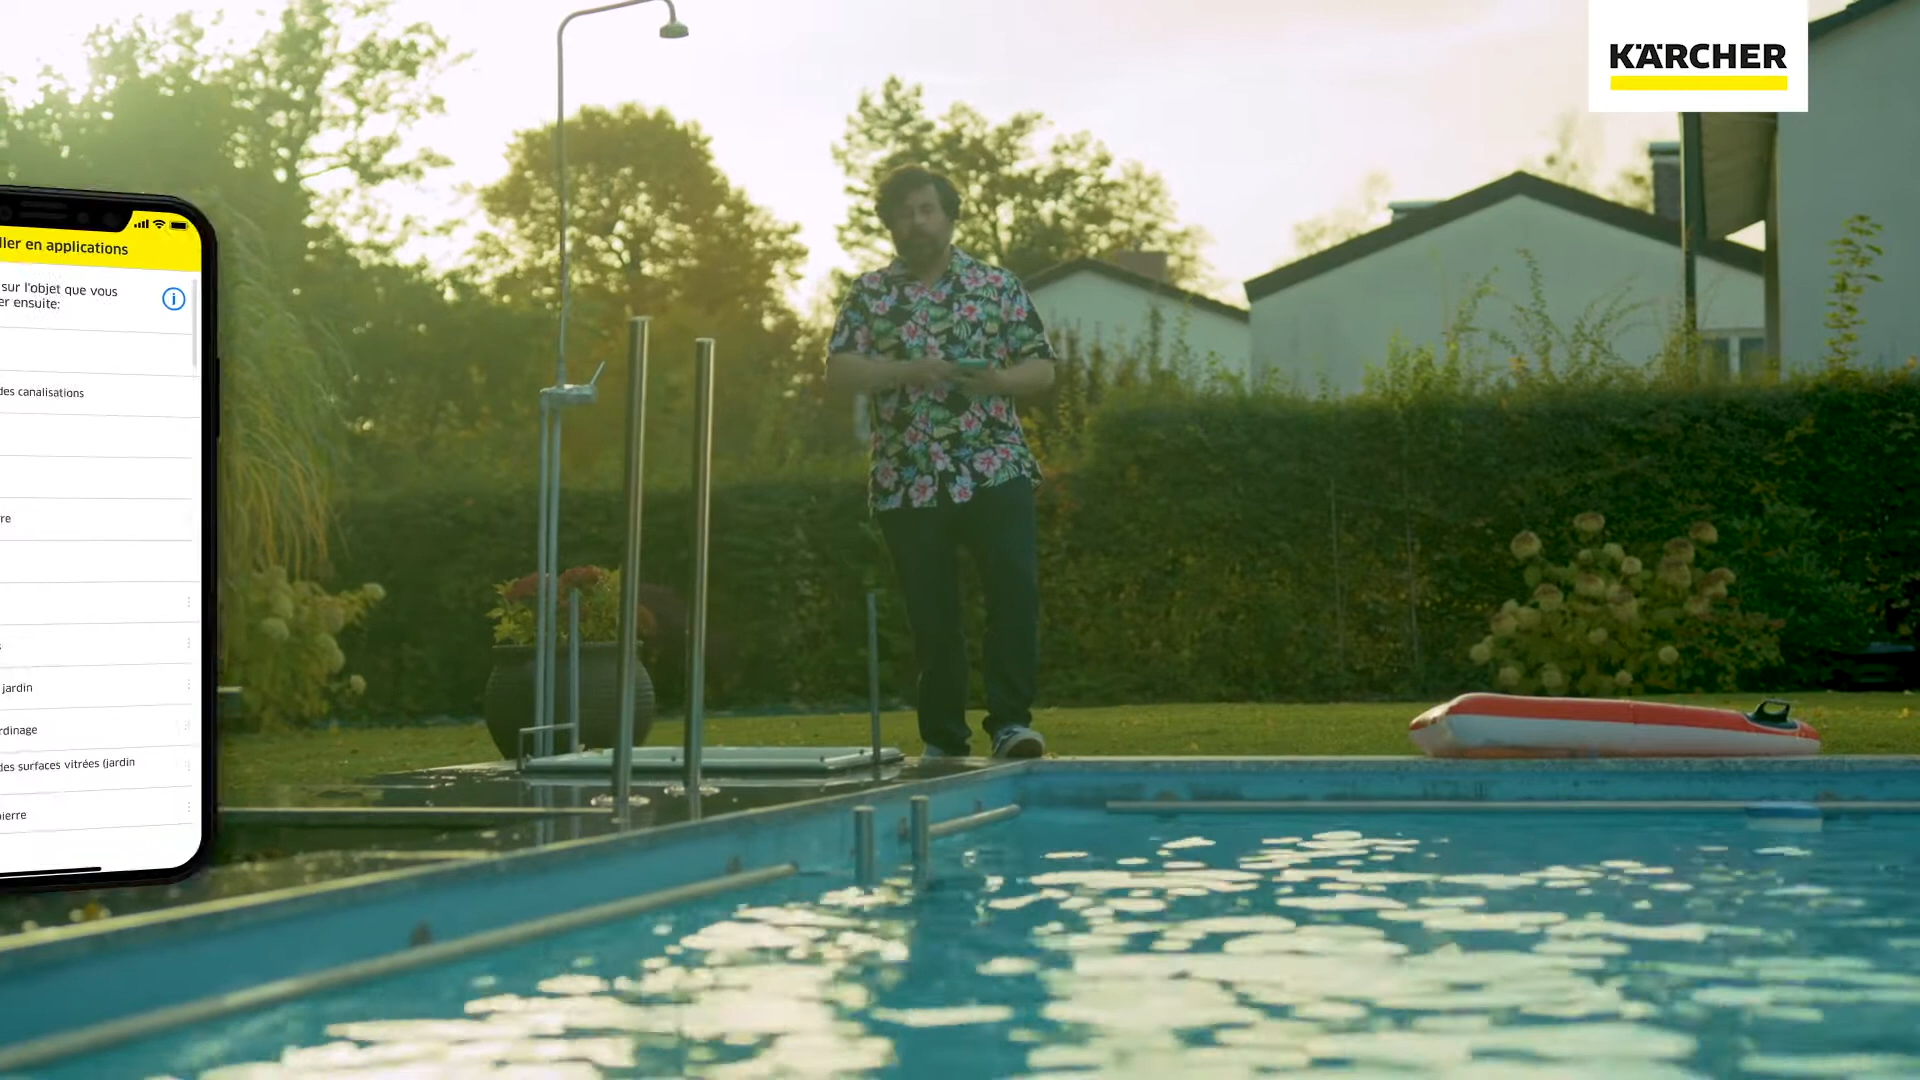 KÄRCHER
ller en applications
sur l'objet que vous
er ensuite:
des canalisations
re
s
jardin
rdinage
des surfaces vitrées (jardin
pierre